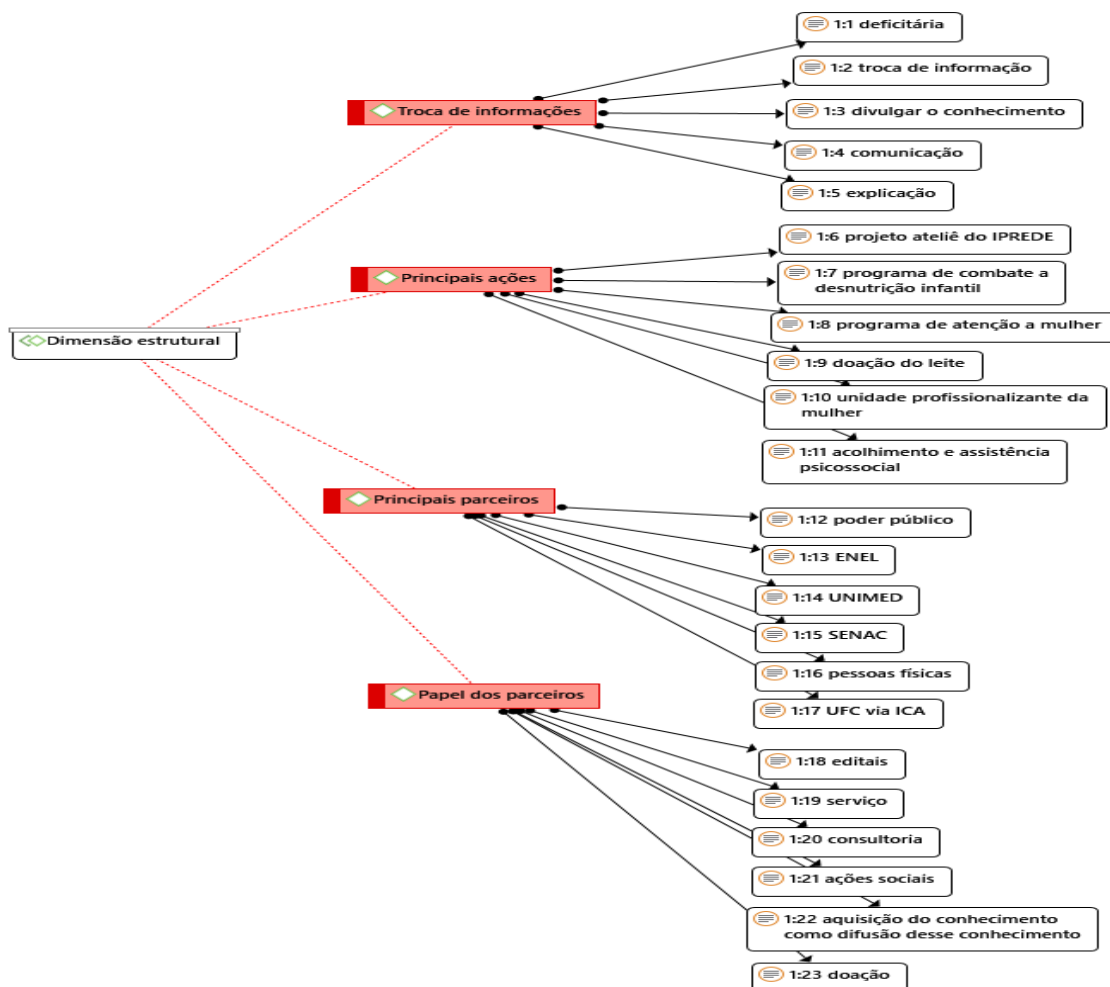 1:1 deficitária
1:2 troca de informação
Troca de informações
1:3 divulgar o conhecimento
1:4 comunicação
1:5 explicação
1:6 projeto ateliê do IPREDE
Principais ações
1:7 programa de combate a
desnutrição infantil
1:8 programa de atenção a mulher
Dimensão estrutural
1:9 doação do leite
1:10 unidade profissionalizante da
mulher
1:11 acolhimento e assistência
psicossocial
Principais parceiros
1:12 poder público
1:13 ENEL
1:14 UNIMED
1:15 SENAC
1:16 pessoas físicas
Papel dos parceiros
1:17 UFC via ICA
1:18 editais
1:19 serviço
1:20 consultoria
1:21 ações sociais
1:22 aquisição do conhecimento
como difusão desse conhecimento
1:23 doação